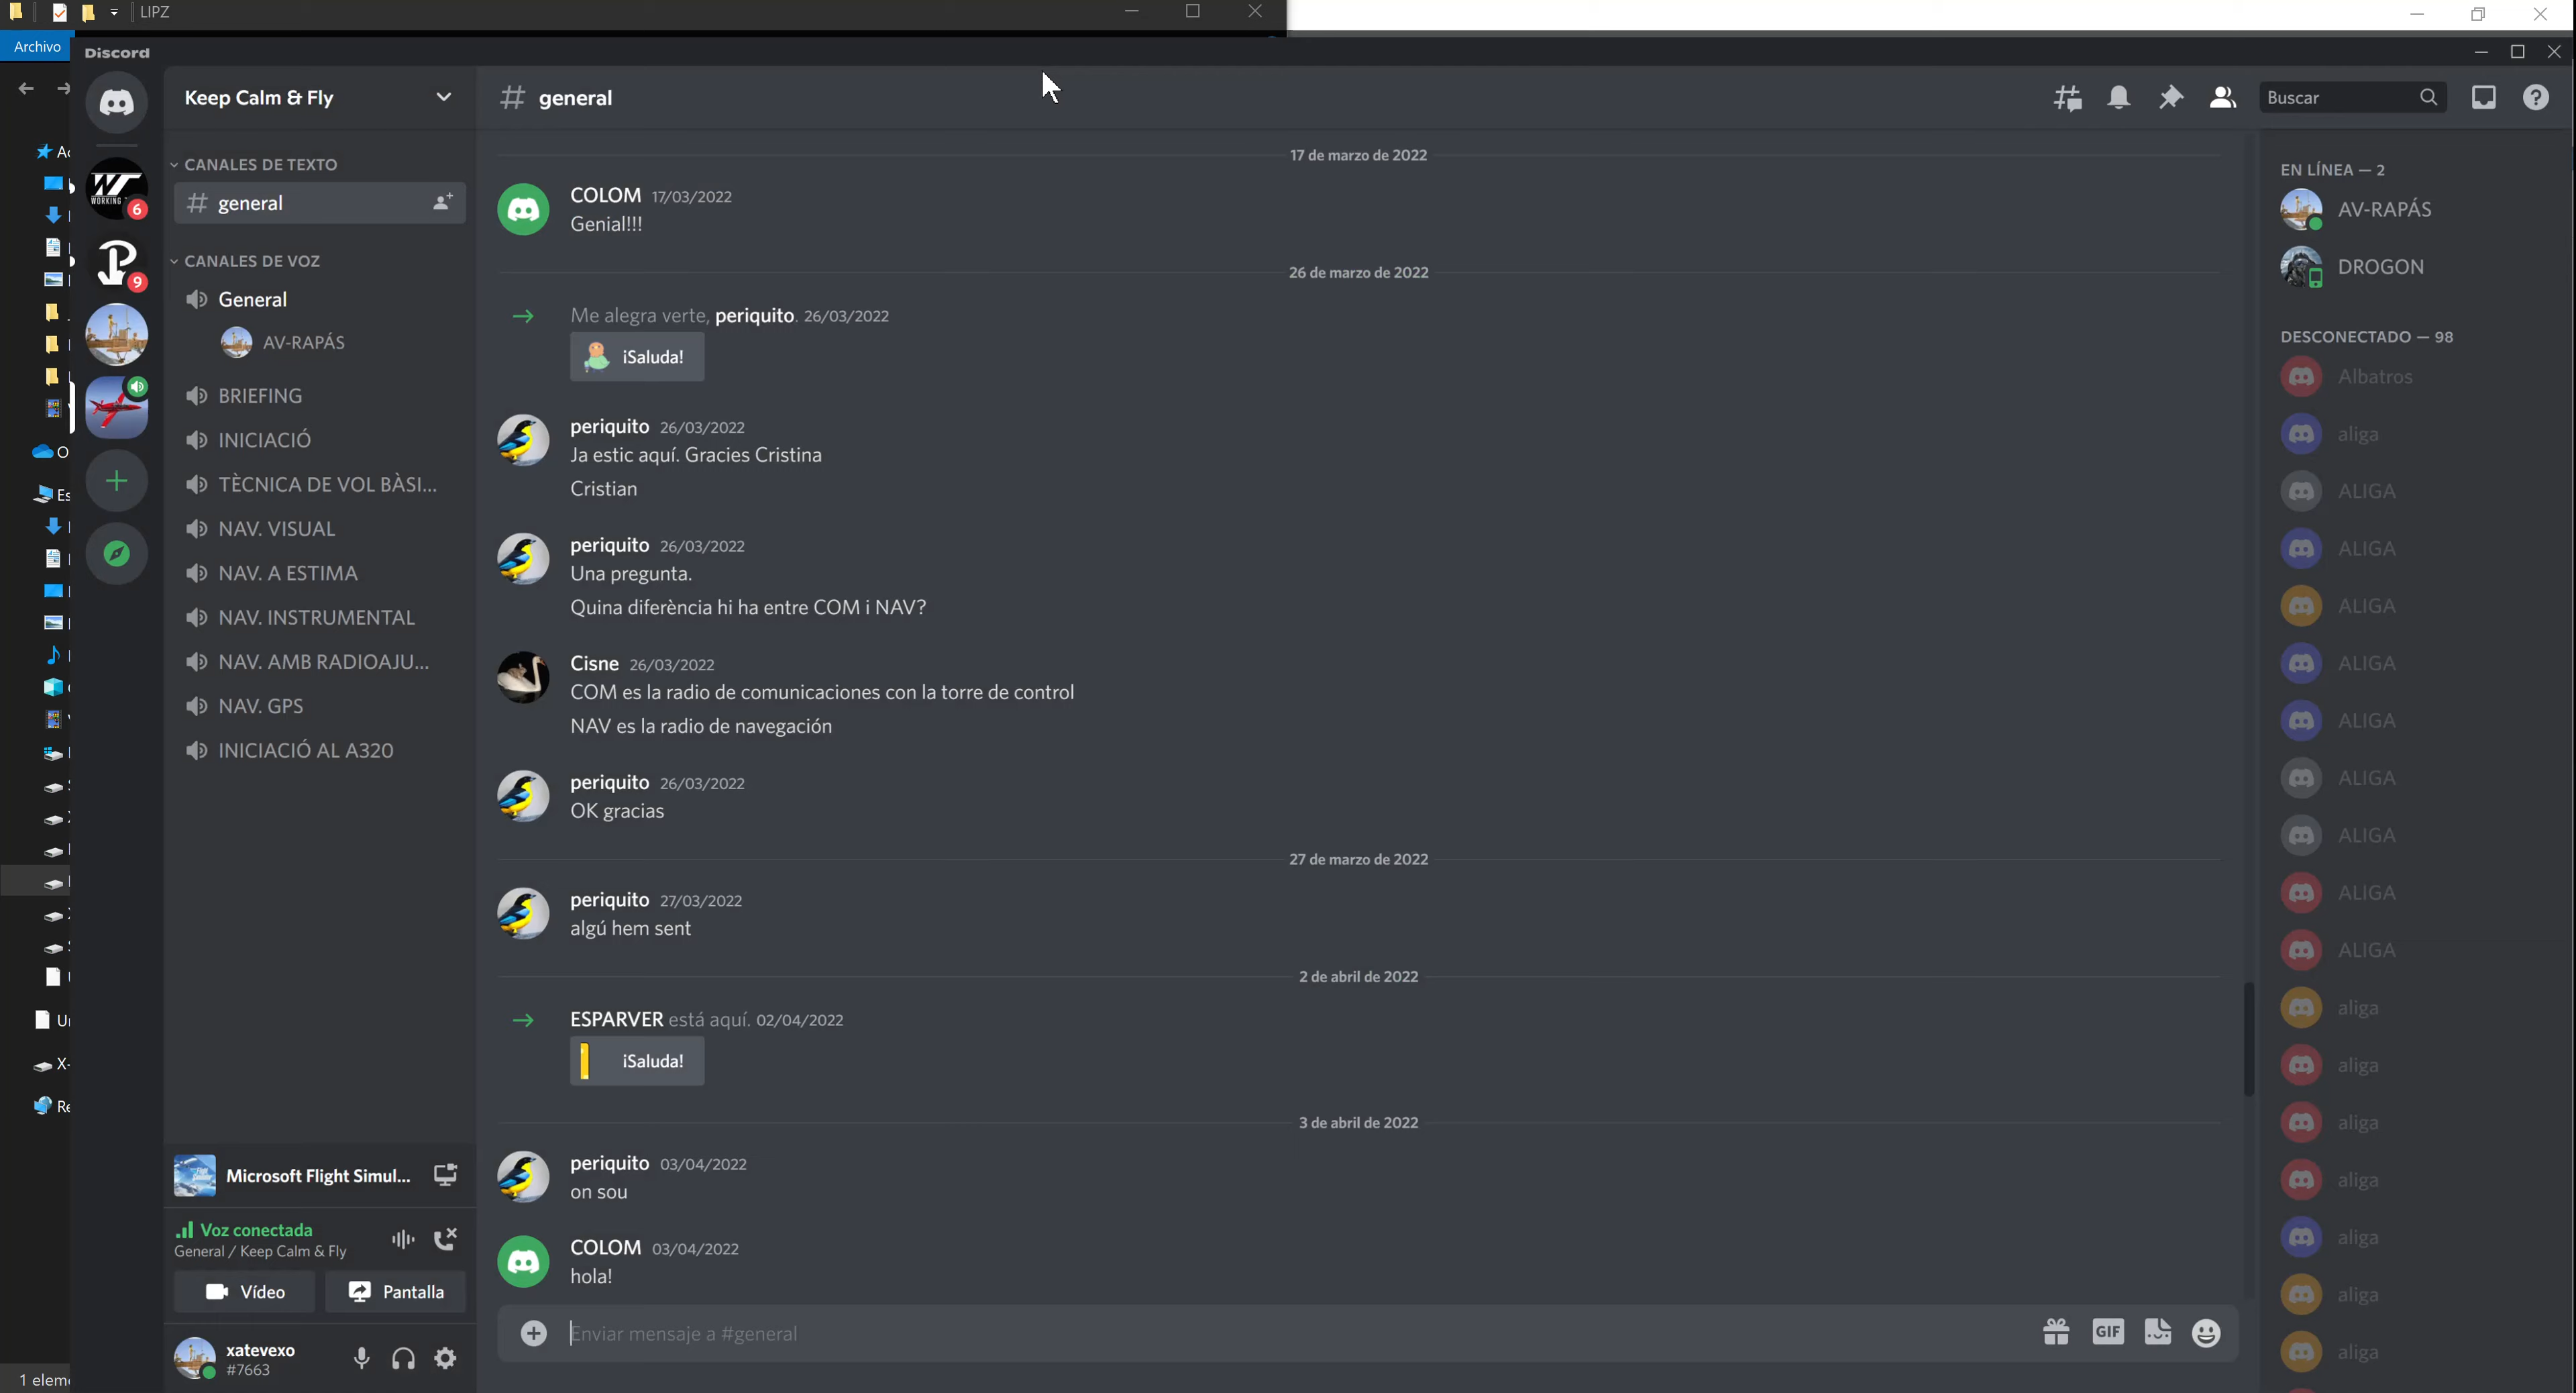 LIPZ
Archivo
Discord
Keep Calm & Fly
CANALES DE TEXTO
general
CANALES DE VOZ
General
AV-RAPÁS
BRIEFING
INICIACIÓ
TÈCNICA DE VOL BÀSI...
NAV. VISUAL
NAV. A ESTIMA
NAV. INSTRUMENTAL
NAV. AMB RADIOAJU...
NAV. GPS
INICIACIÓ AL A320
Microsoft Flight Simul...
Voz conectada
General / Keep Calm & Fly
Vídeo
Pantalla
xatevexo
#7663
WORKING
6
9
# general
Buscar
17 de marzo de 2022
COLOM 17/03/2022
Genial!!!
26 de marzo de 2022
Me alegra verte, periquito. 26/03/2022
¡Saluda!
periquito 26/03/2022
Ja estic aquí. Gracies Cristina
Cristian
periquito 26/03/2022
Una pregunta.
Quina diferència hi ha entre COM i NAV?
Cisne 26/03/2022
COM es la radio de comunicaciones con la torre de control
NAV es la radio de navegación
periquito 26/03/2022
OK gracias
27 de marzo de 2022
periquito 27/03/2022
algú hem sent
2 de abril de 2022
ESPARVER está aquí. 02/04/2022
¡Saluda!
3 de abril de 2022
periquito 03/04/2022
on sou
COLOM 03/04/2022
hola!
Enviar mensaje a #general
GIF
EN LÍNEA — 2
AV-RAPÁS
DROGON
DESCONECTADO — 98
Albatros
aliga
ALIGA
ALIGA
ALIGA
ALIGA
ALIGA
ALIGA
ALIGA
ALIGA
ALIGA
aliga
aliga
aliga
aliga
aliga
aliga
aliga